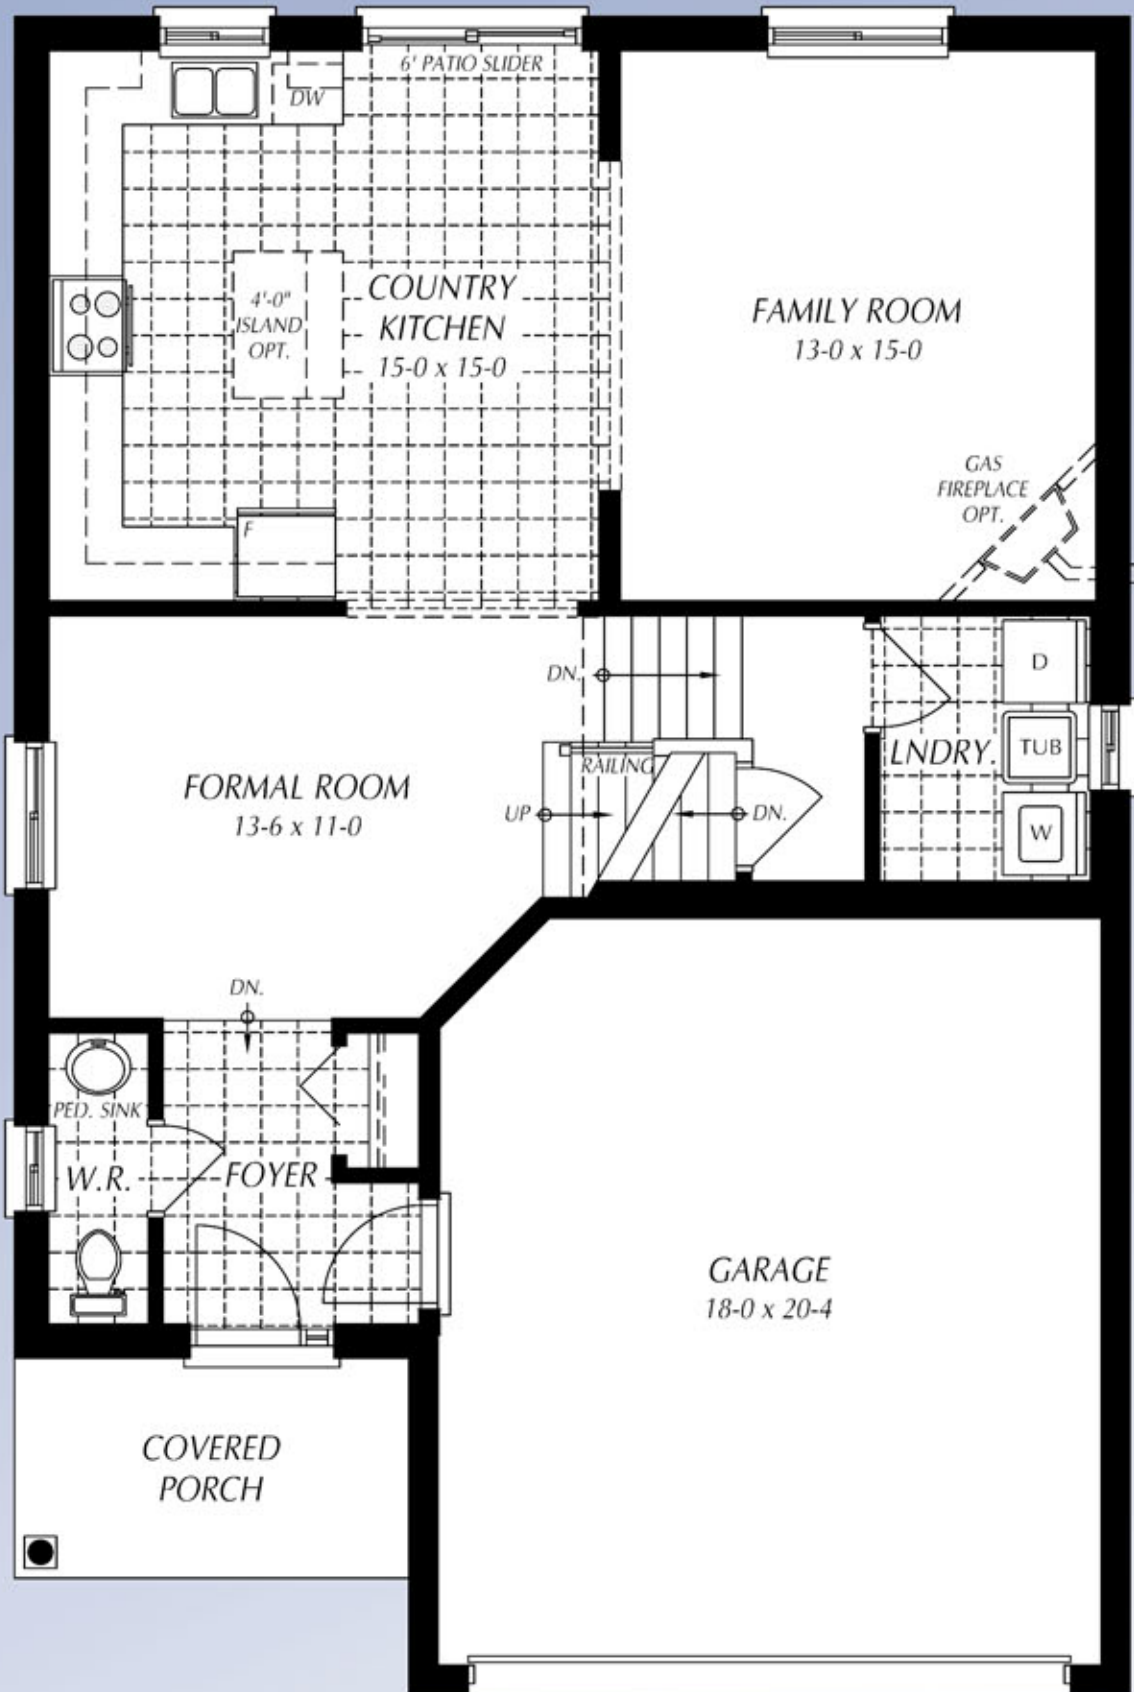 6' PATIO SLIDER
DW
COUNTRY
KITCHEN
15-0 x 15-0
4'-0"
ISLAND
OPT.
FAMILY ROOM
13-0 x 15-0
GAS
FIREPLACE
OPT.
F
DN.
D
LNDRY.
TUB
W
RAILING
UP
DN.
FORMAL ROOM
13-6 x 11-0
DN.
PED. SINK
W.R.
FOYER
GARAGE
18-0 x 20-4
COVERED
PORCH